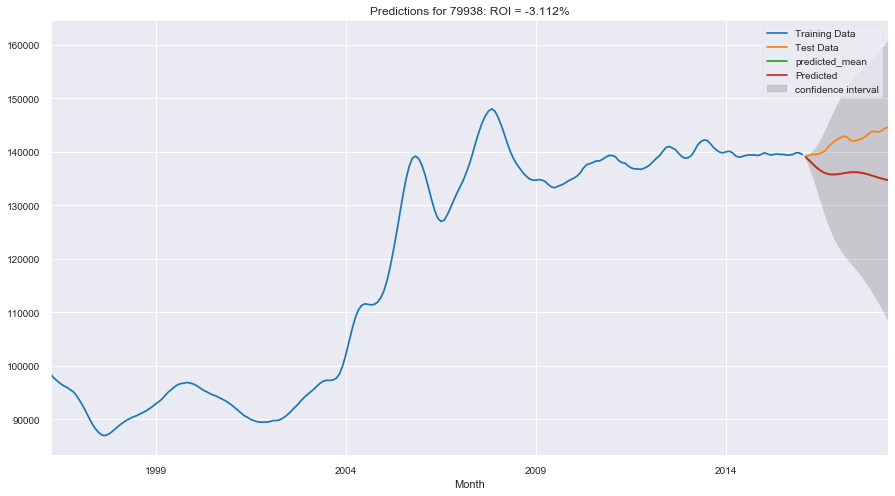 Predictions for 79938: ROI = -3.112%
Training Data
Test Data
predicted_mean
Predicted
confidence interval
160000
150000
140000
130000
120000
110000
100000
90000
1999 2004 2009 2014
Month